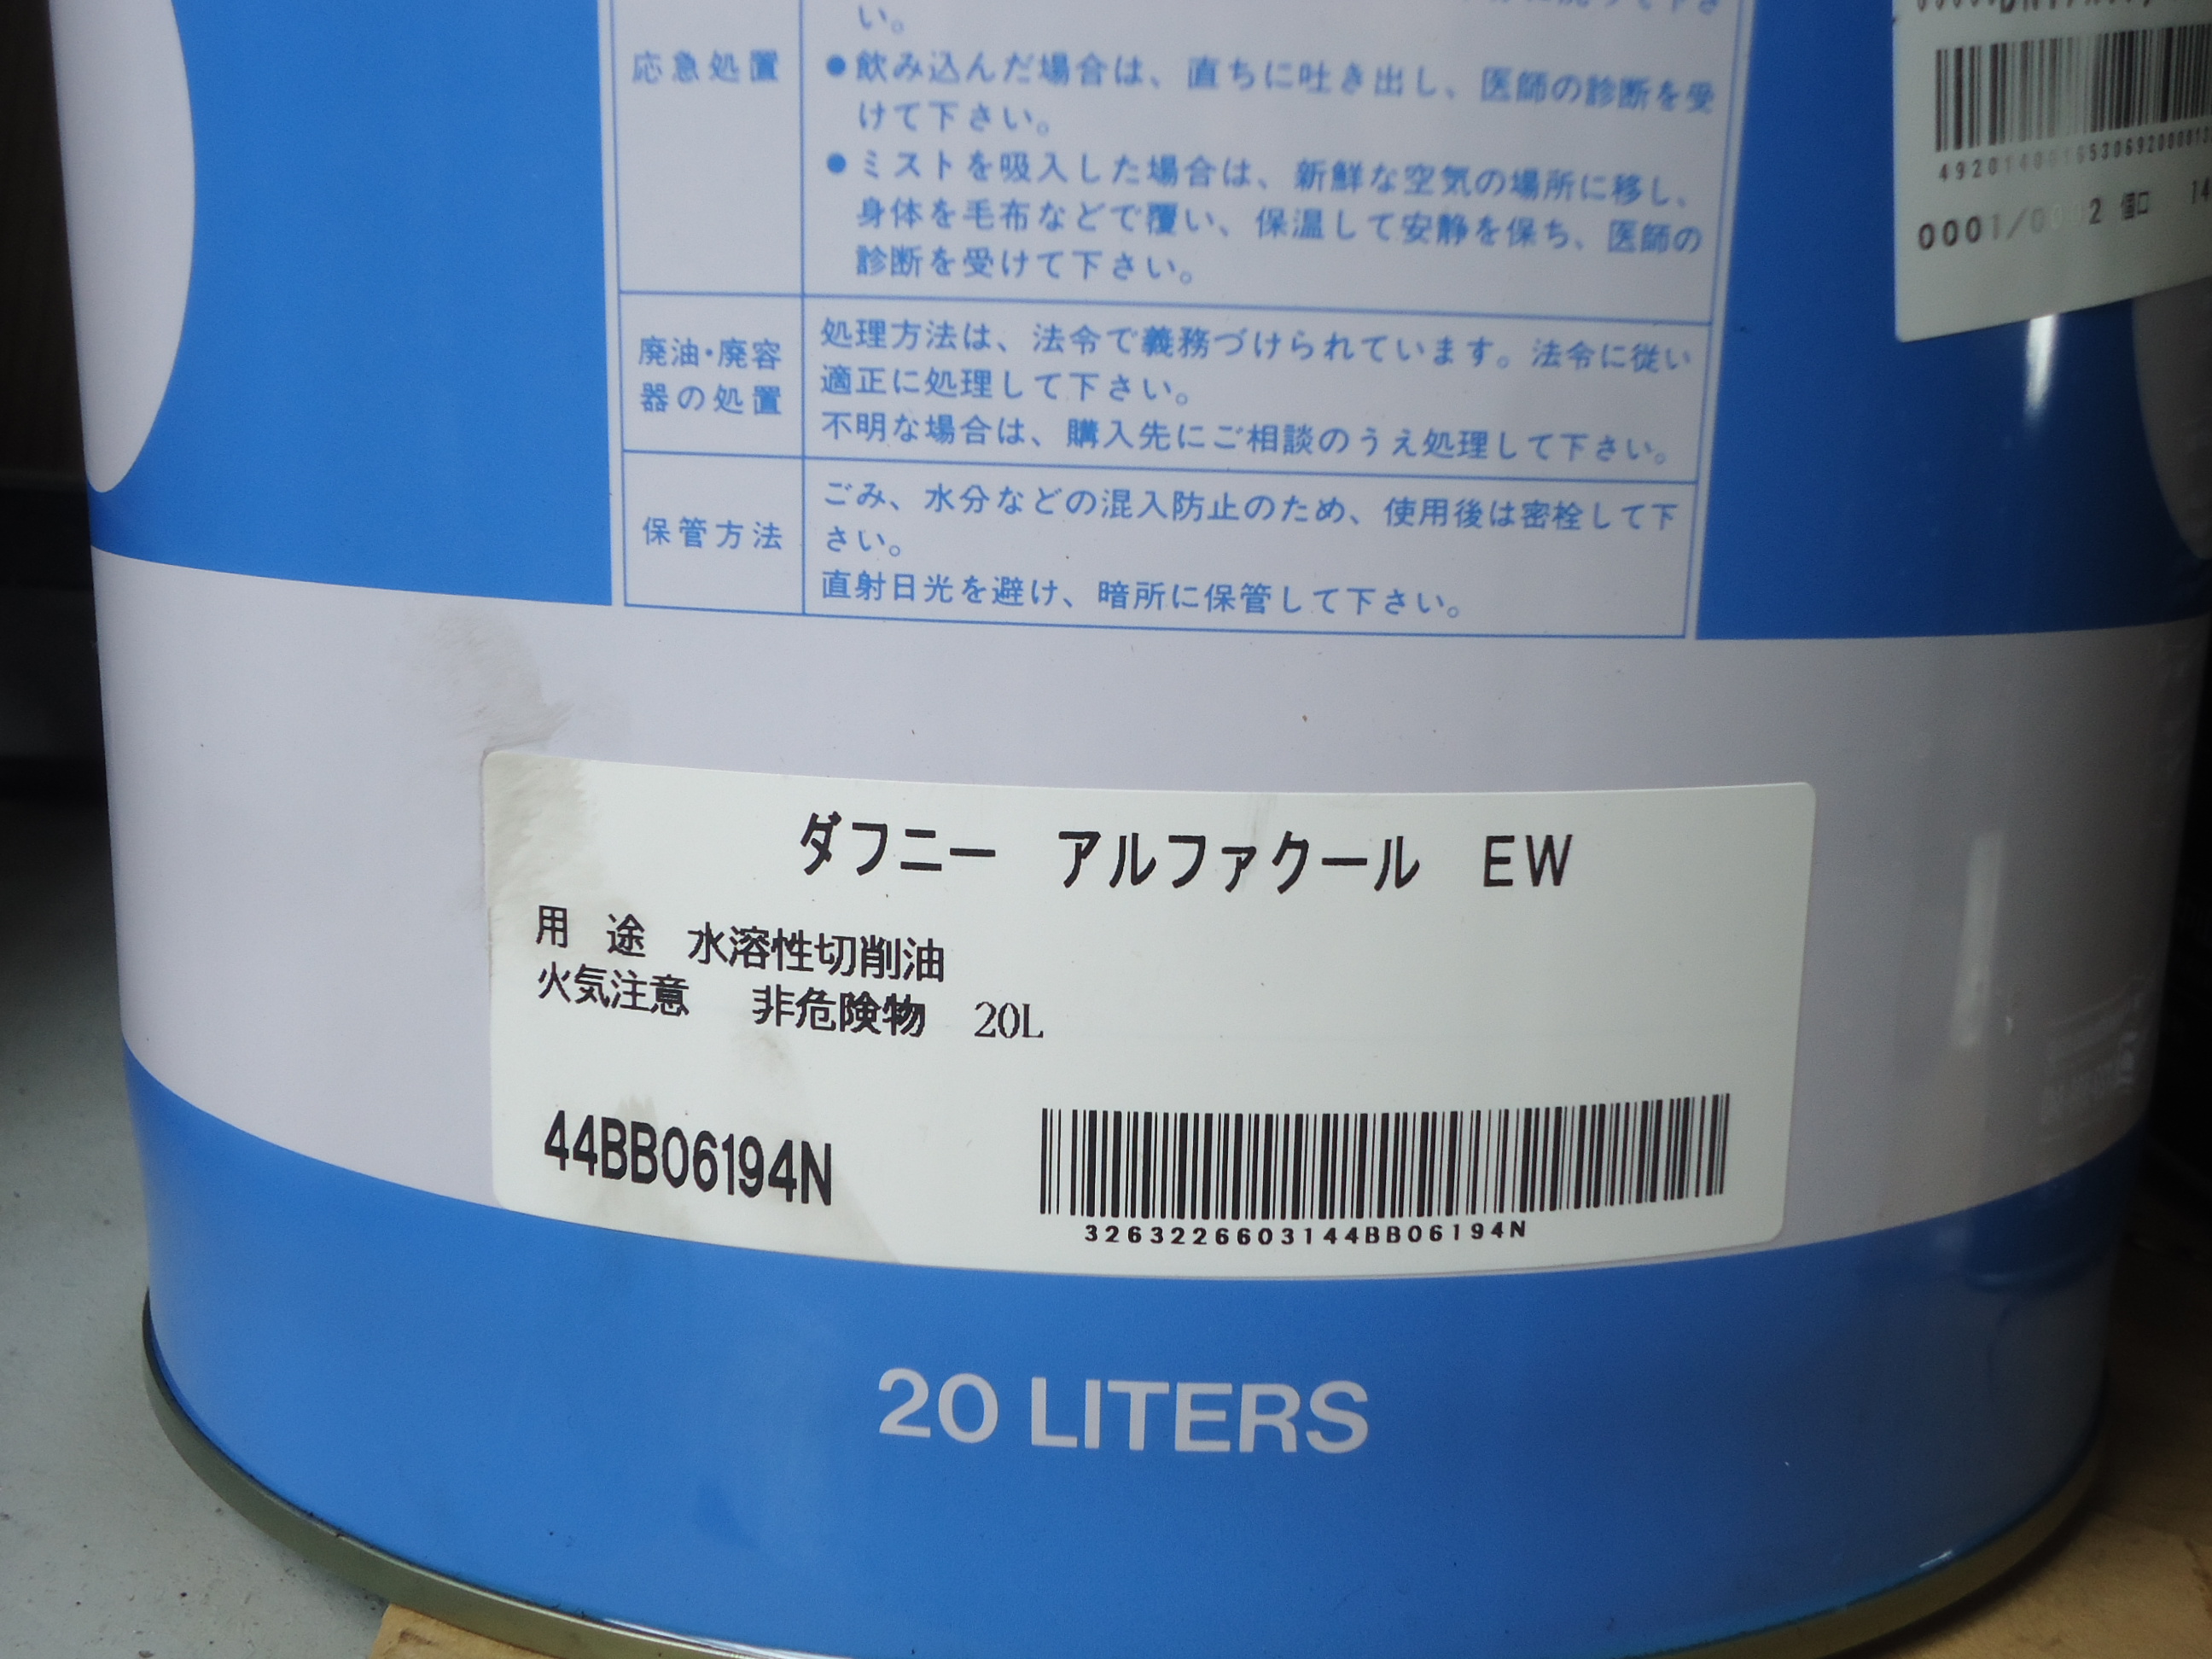 い。
応急処置
●飲み込んだ場合は、直ちに吐き出し、医師の診断を受
けて下さい。
●ミストを吸入した場合は、新鮮な空気の場所に移し、
身体を毛布などで覆い、保温して安静を保ち、医師の
診断を受けて下さい。
廃油・廃容
器の処置
処理方法は、法令で義務づけられています。法令に従い
適正に処理して下さい。
不明な場合は、購入先にご相談のうえ処理して下さい。
保管方法
ごみ、水分などの混入防止のため、使用後は密栓して下
さい。
直射日光を避け、暗所に保管して下さい。
個口
ダフニー アルファクール EW
用 途 水溶性切削油
火気注意 非危険物 20L
44BB06194N
3263226603144BB06194N
20 LITERS